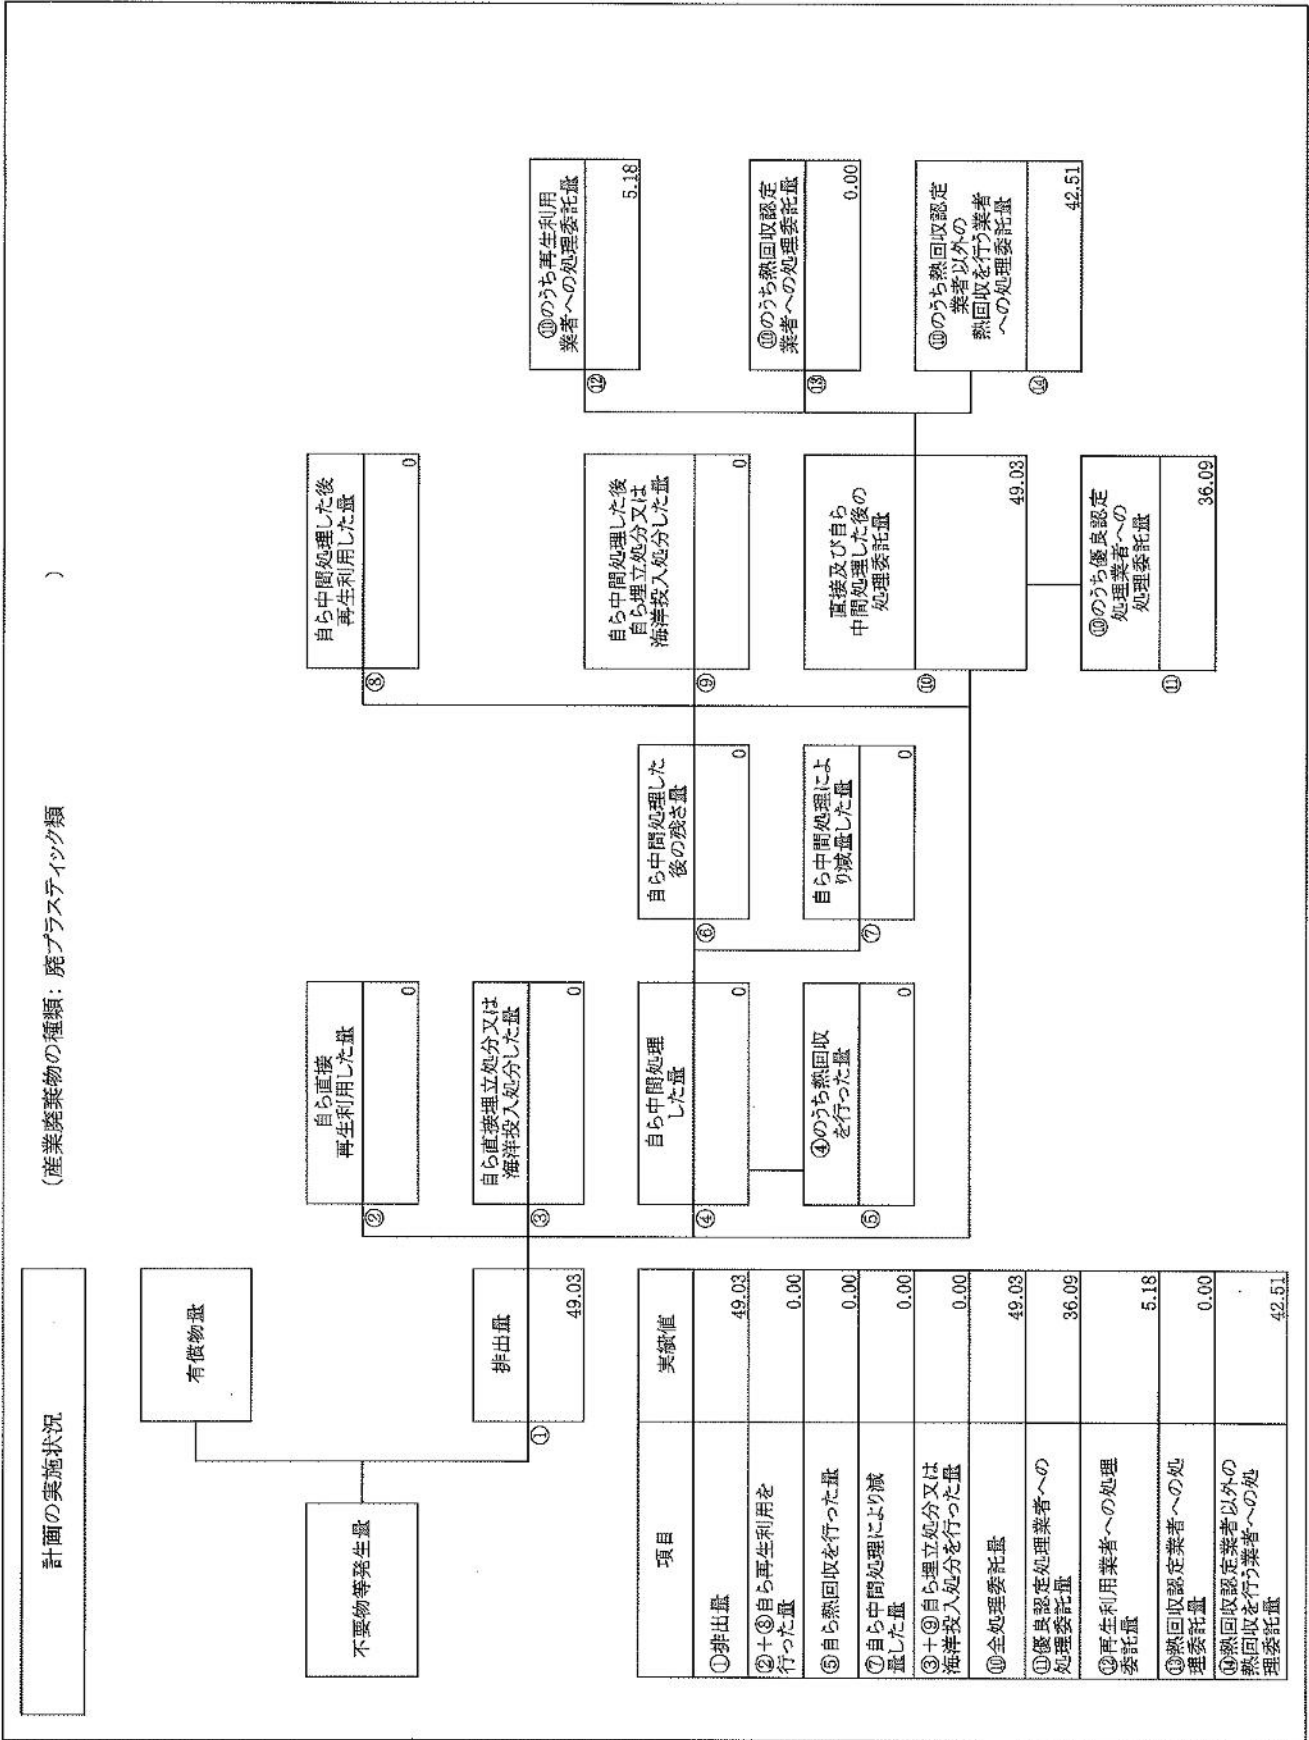 計画の実施状況
(産業廃棄物の種類：廃プラスティック類
)
不要物等発生量
有償物量
①
排出量
49.03
②
自ら直接
再生利用した量
0
③
自ら直接埋立処分又は
海洋投入処分した量
0
④
自ら中間処理
した量
0
⑤
④のうち熱回収
を行った量
0
⑥
自ら中間処理した
後の残さ量
0
⑦
自ら中間処理によ
り減量した量
0
⑧
自ら中間処理した後
再生利用した量
0
⑨
自ら中間処理した後
自ら埋立処分又は
海洋投入処分した量
0
⑩
直接及び自ら
中間処理した後の
処理委託量
49.03
⑪
⑩のうち優良認定
処理業者への
処理委託量
36.09
⑫
⑩のうち再生利用
業者への処理委託量
5.18
⑬
⑩のうち熱回収認定
業者への処理委託量
0.00
⑭
⑩のうち熱回収認定
業者以外の
熱回収を行う業者
への処理委託量
42.51
項目 実績値
①排出量 49.03
②+⑧自ら再生利用を
行った量 0.00
⑤自ら熱回収を行った量 0.00
⑦自ら中間処理により減
量した量 0.00
③+⑨自ら埋立処分又は
海洋投入処分を行った量 0.00
⑩全処理委託量 49.03
⑪優良認定処理業者への
処理委託量 36.09
⑫再生利用業者への処理
委託量 5.18
⑬熱回収認定業者への処
理委託量 0.00
⑭熱回収認定業者以外の
熱回収を行う業者への処
理委託量 42.51